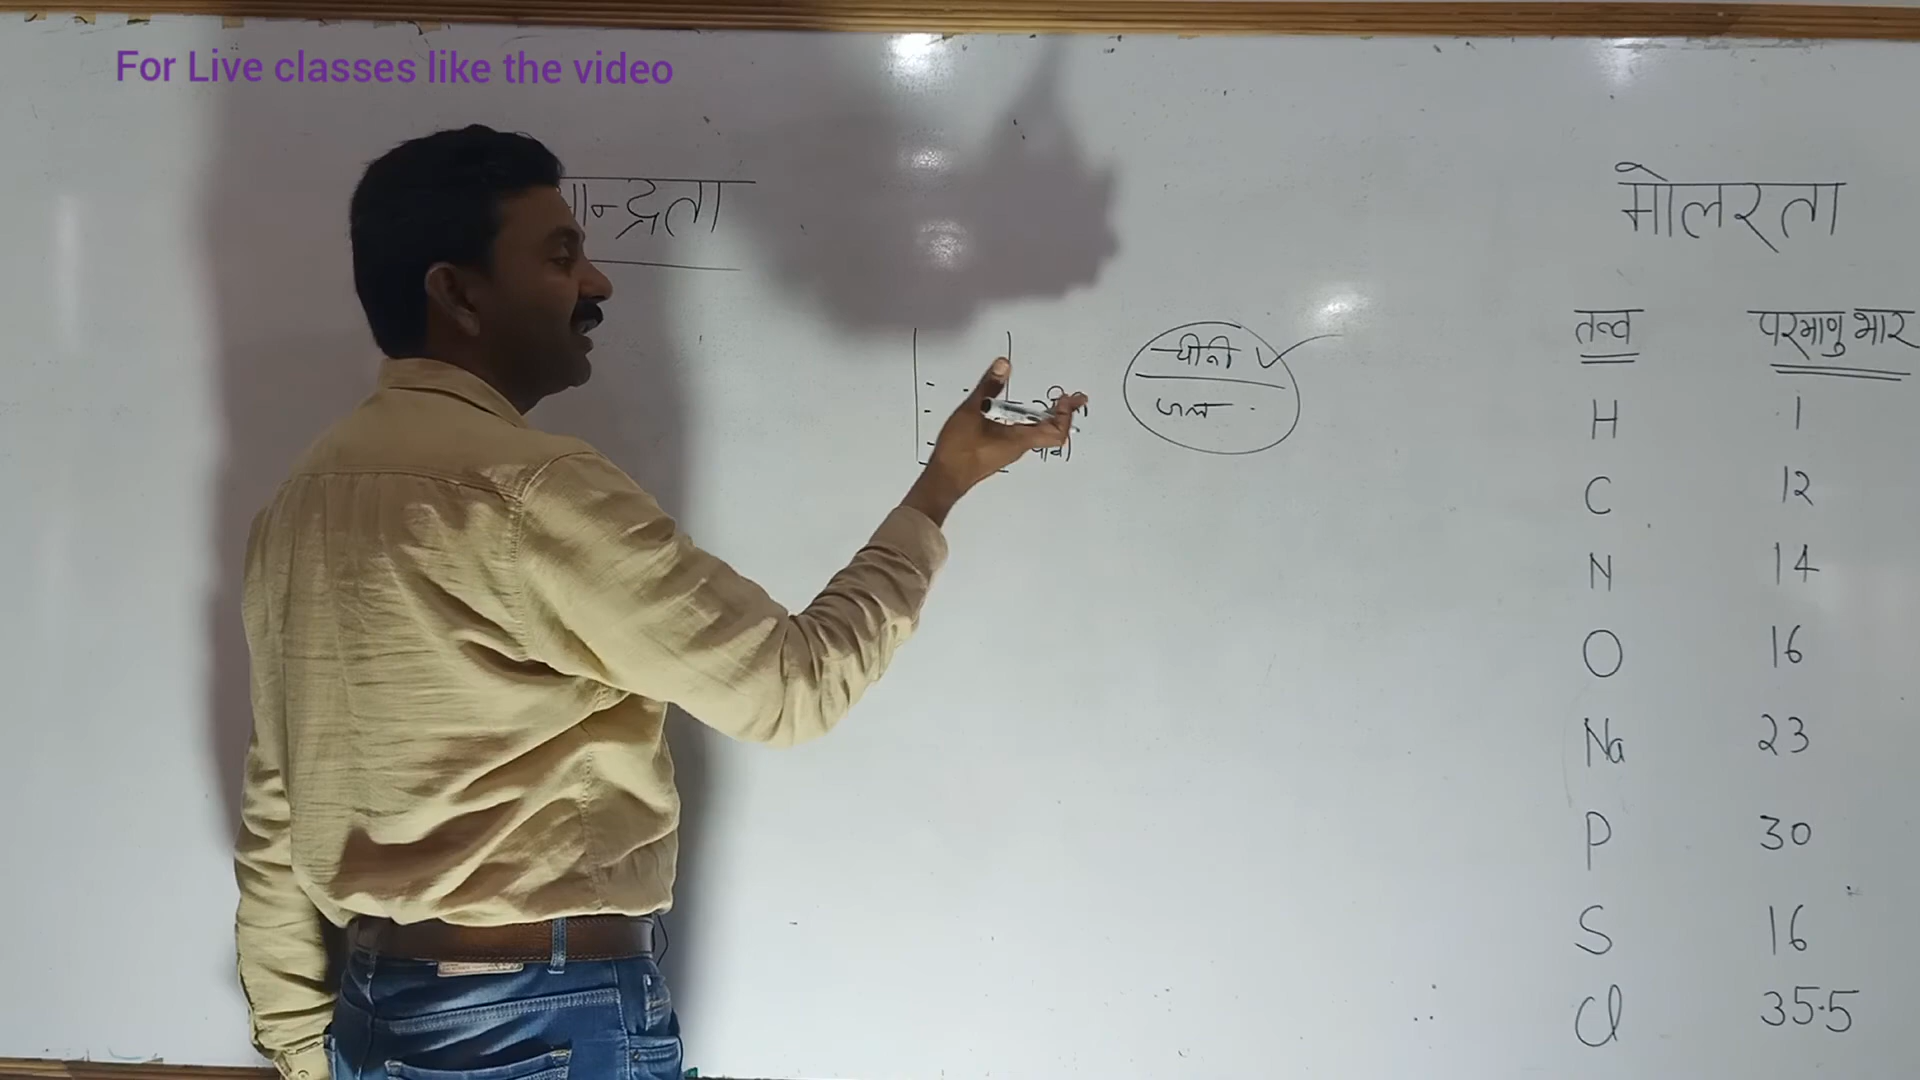 For Live classes like the video
मोलरता
चीनी
जल
तत्व परमाणु भार
H 1
C 12
N 14
O 16
Na 23
P 30
S 16
Cl 35.5